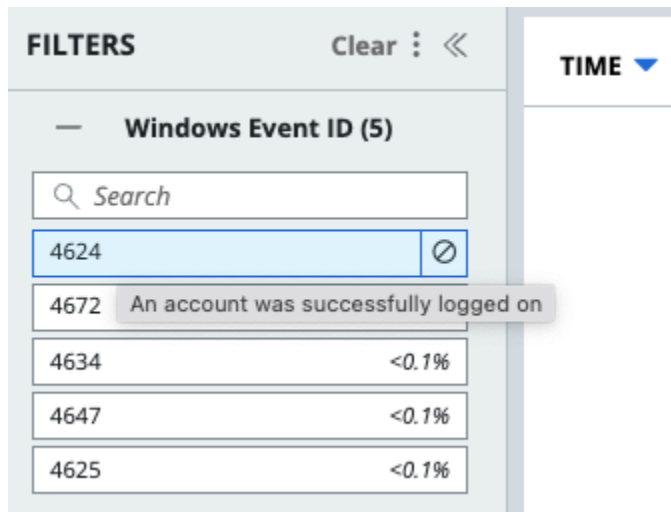 FILTERS Clear
TIME
Windows Event ID (5)
Search
4624
4672 An account was successfully logged on
4634 <0.1%
4647 <0.1%
4625 <0.1%